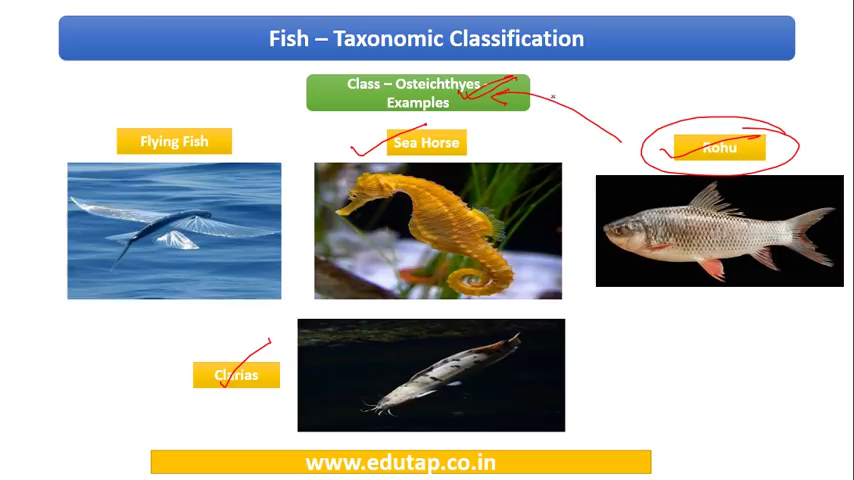 Fish – Taxonomic Classification
Class – Osteichthyes -
Examples
Flying Fish
Sea Horse
Rohu
Clarias
www.edutap.co.in